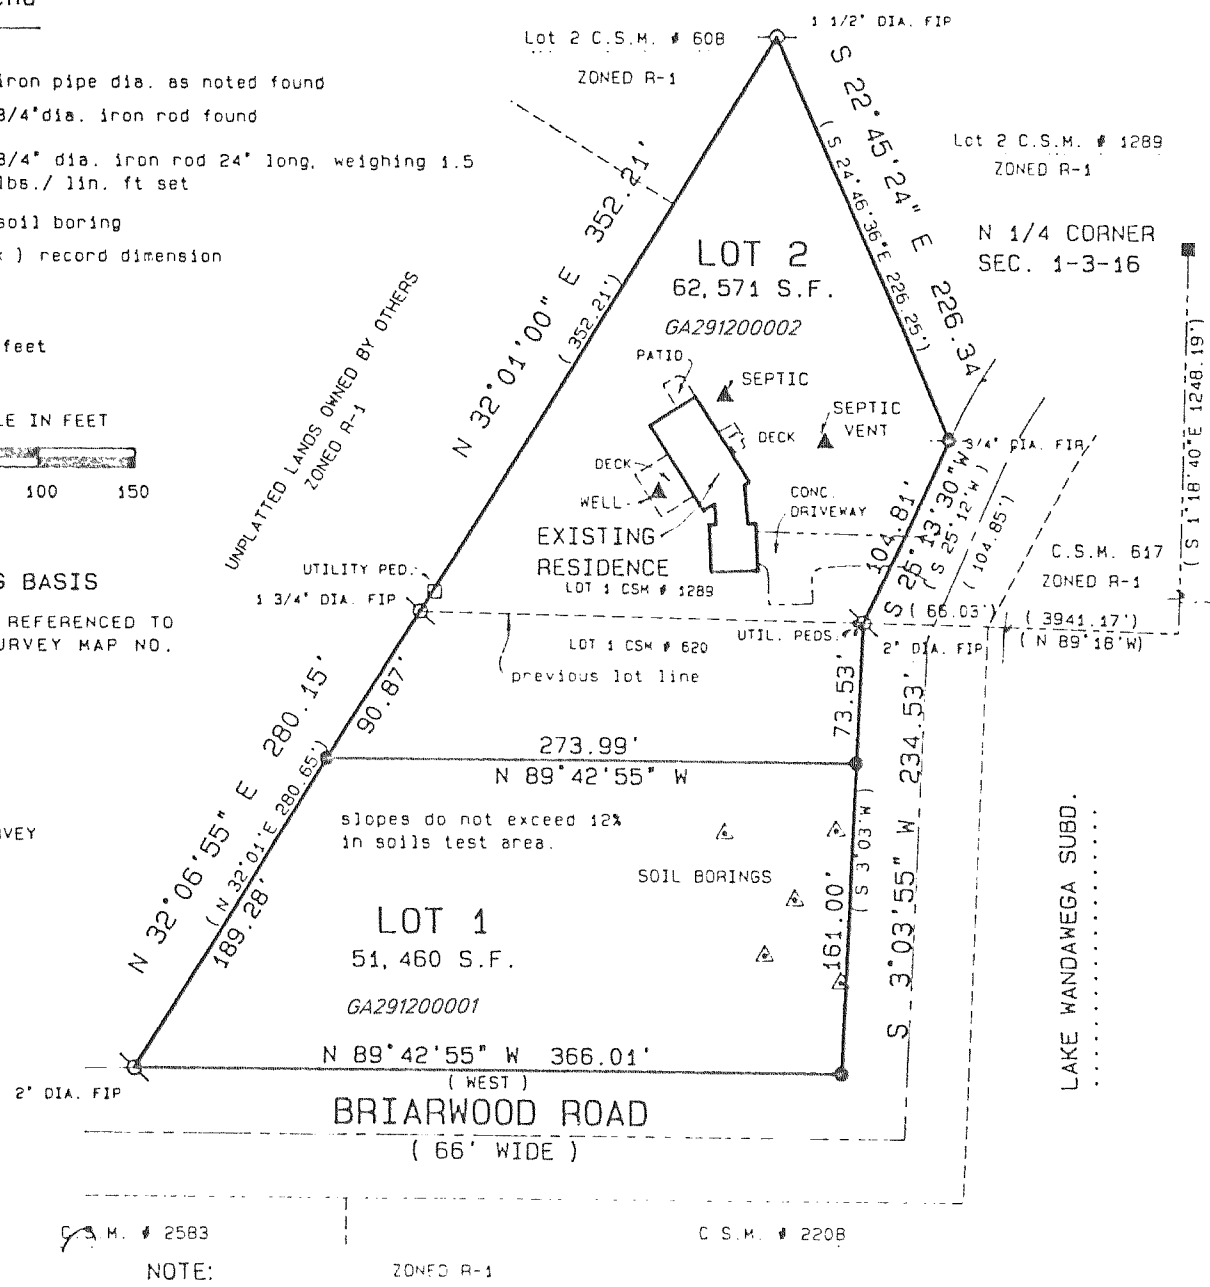 1 1/2" DIA. FIP
Lot 2 C.S.M. # 608
ZONED R-1
iron pipe dia. as noted found
3/4"dia. iron rod found
3/4" dia. iron rod 24" long, weighing 1.5
lbs./ lin. ft set
soil boring
) record dimension
feet
LE IN FEET
100 150
G BASIS
REFERENCED TO
URVEY MAP NO.
VEY
S 22°45'24" E 226.34'
( S 24°46'36"E 226.25')
Lot 2 C.S.M. # 1289
ZONED R-1
N 1/4 CORNER
SEC. 1-3-16
( S 1°18'40"E 1248.19')
N 32°01'00" E 352.21'
( 352.21')
UNPLATTED LANDS OWNED BY OTHERS
ZONED R-1
LOT 2
62,571 S.F.
GA291200002
PATIO
SEPTIC
SEPTIC
VENT
DECK
DECK
WELL
CONC.
DRIVEWAY
EXISTING
RESIDENCE
LOT 1 CSM # 1289
3/4" DIA. FIR
104.81'
S 25°13'30"W
( S 25°12'W )
( 104.85')
C.S.M. 617
ZONED R-1
UTILITY PED.
1 3/4" DIA. FIP
( 66.03')
( 3941.17')
( N 89°16'W)
UTIL. PEDS.
2" DIA. FIP
LOT 1 CSM # 620
previous lot line
90.87'
73.53'
273.99'
N 89°42'55" W
N 32°06'55" E 280.15'
( N 32°01'E 280.65')
189.28'
slopes do not exceed 12%
in soils test area.
SOIL BORINGS
( S 3°03'W )
161.00'
S 3°03'55" W 234.53'
LOT 1
51,460 S.F.
GA291200001
LAKE WANDAWEGA SUBD.
N 89°42'55" W 366.01'
( WEST )
2" DIA. FIP
BRIARWOOD ROAD
( 66' WIDE )
C.S.M. # 2583
C.S.M. # 2208
NOTE:
ZONED R-1